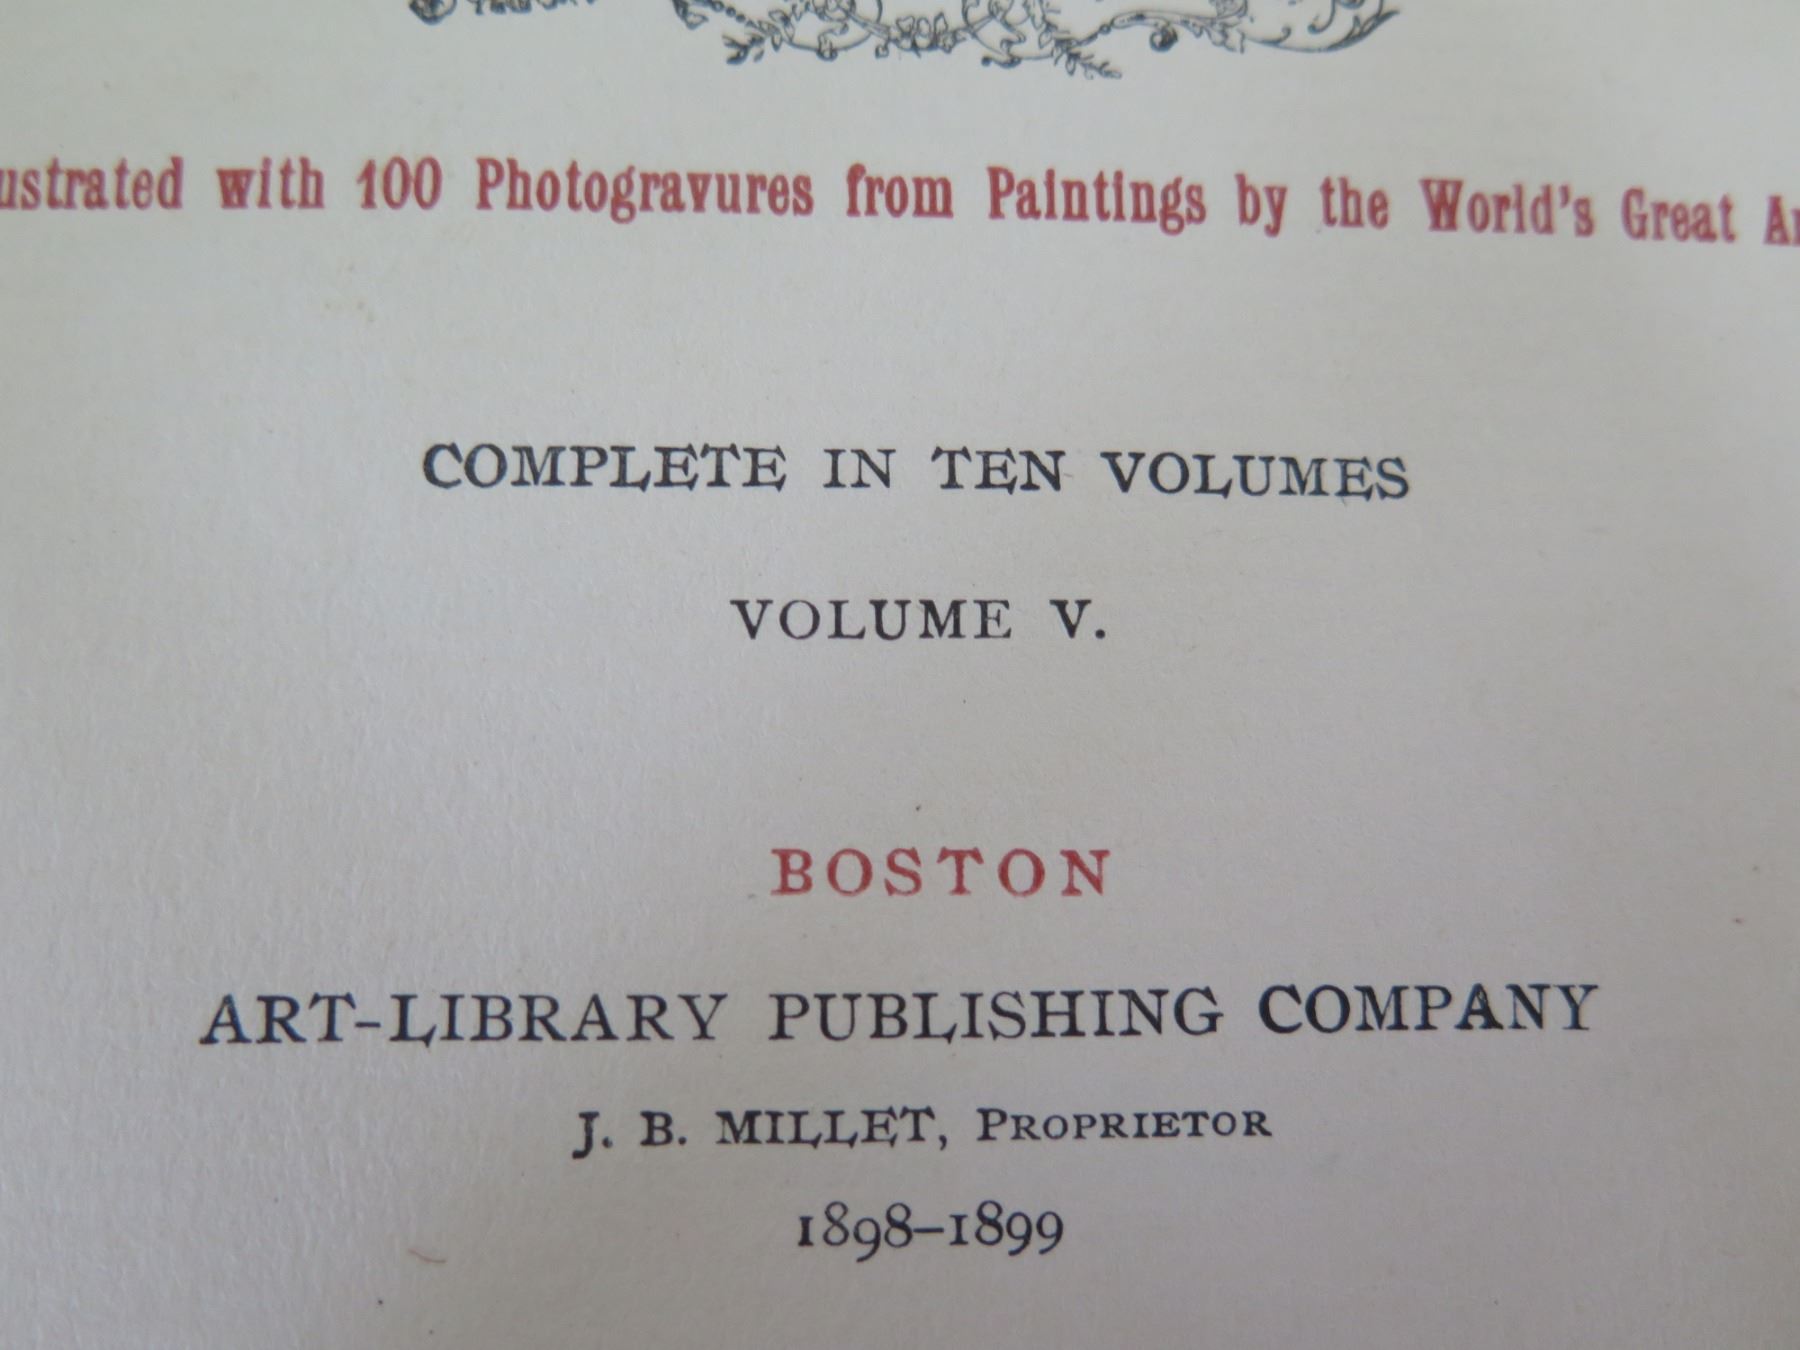 ustrated with 100 Photogravures from Paintings by the World's Great Ar
COMPLETE IN TEN VOLUMES
VOLUME V.
BOSTON
ART-LIBRARY PUBLISHING COMPANY
J. B. MILLET, PROPRIETOR
1898–1899